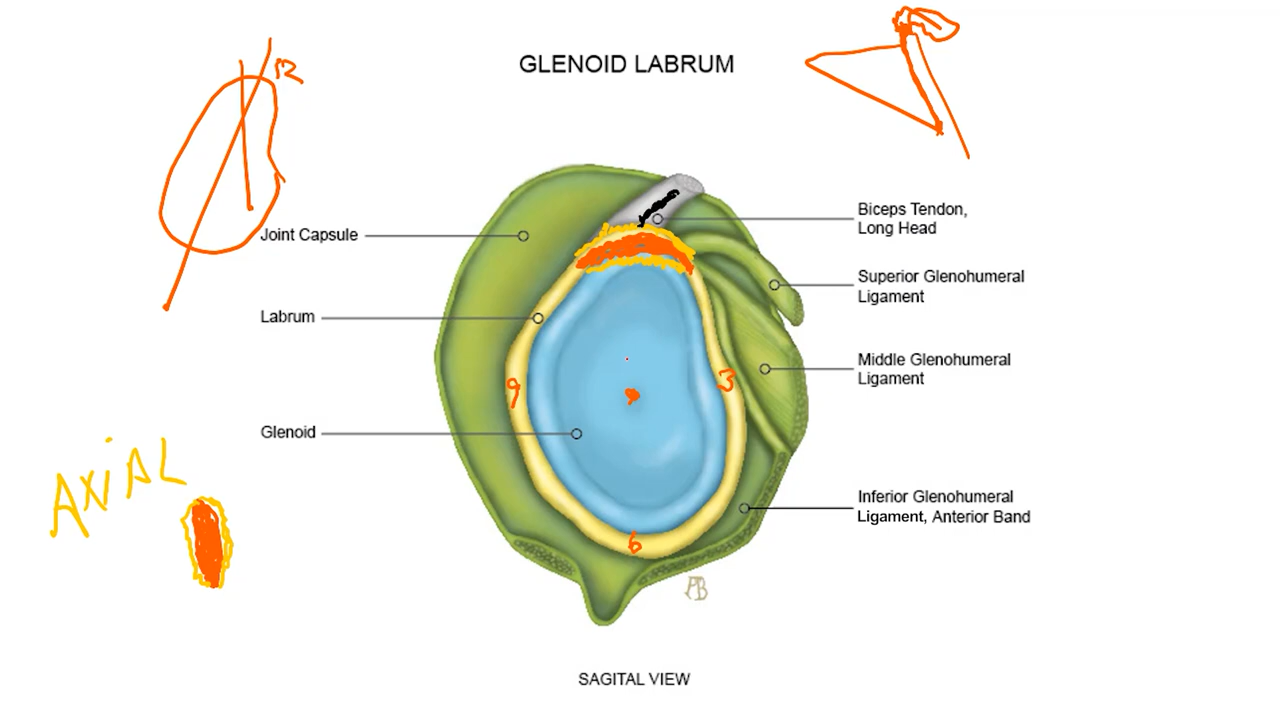 GLENOID LABRUM
12
Biceps Tendon,
Long Head
Joint Capsule
Superior Glenohumeral
Ligament
Labrum
Middle Glenohumeral
Ligament
9
3
Glenoid
AXIAL
Inferior Glenohumeral
Ligament, Anterior Band
6
PB
SAGITAL VIEW